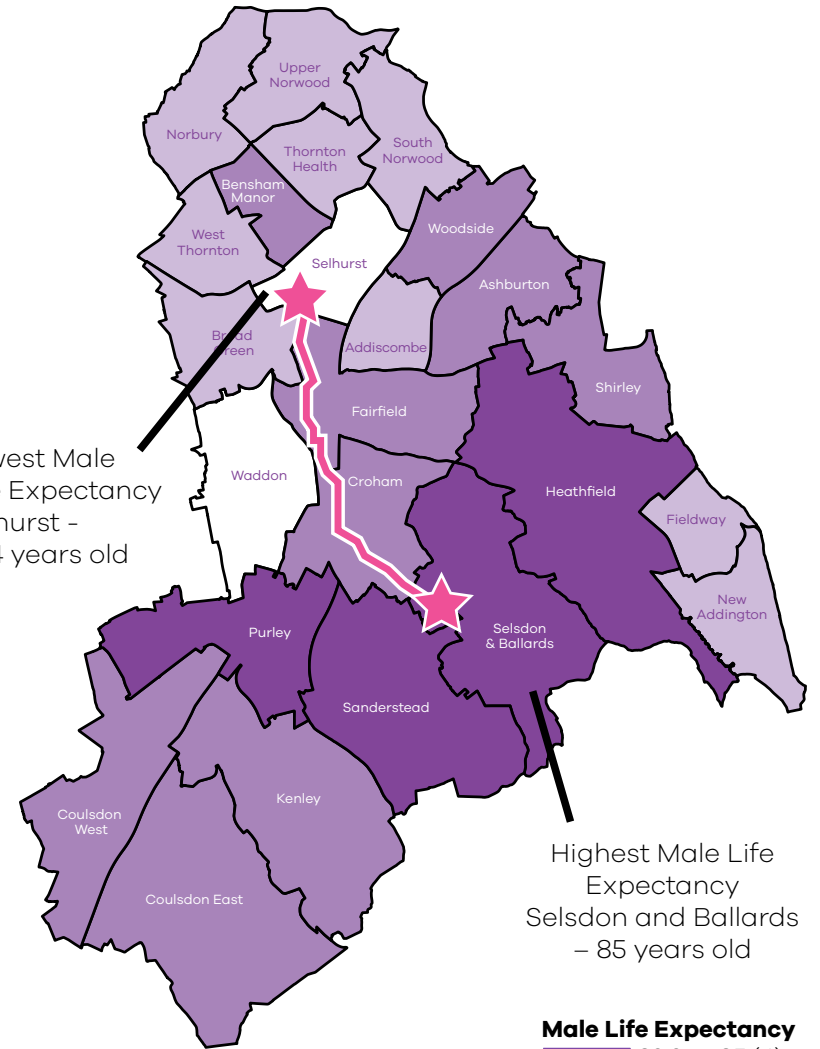 Upper
Norwood
Norbury
South
Norwood
Thornton
Health
Bensham
Manor
West
Thornton
Woodside
Selhurst
Ashburton
Addiscombe
Shirley
Fairfield
Croham
Waddon
Expectancy
years old
Heathfield
Fieldway
New
Addington
Purley
Selsdon
& Ballards
Sanderstead
Kenley
Coulsdon
West
Coulsdon East
Highest Male Life
Expectancy
Selsdon and Ballards
– 85 years old
Male Life Expectancy